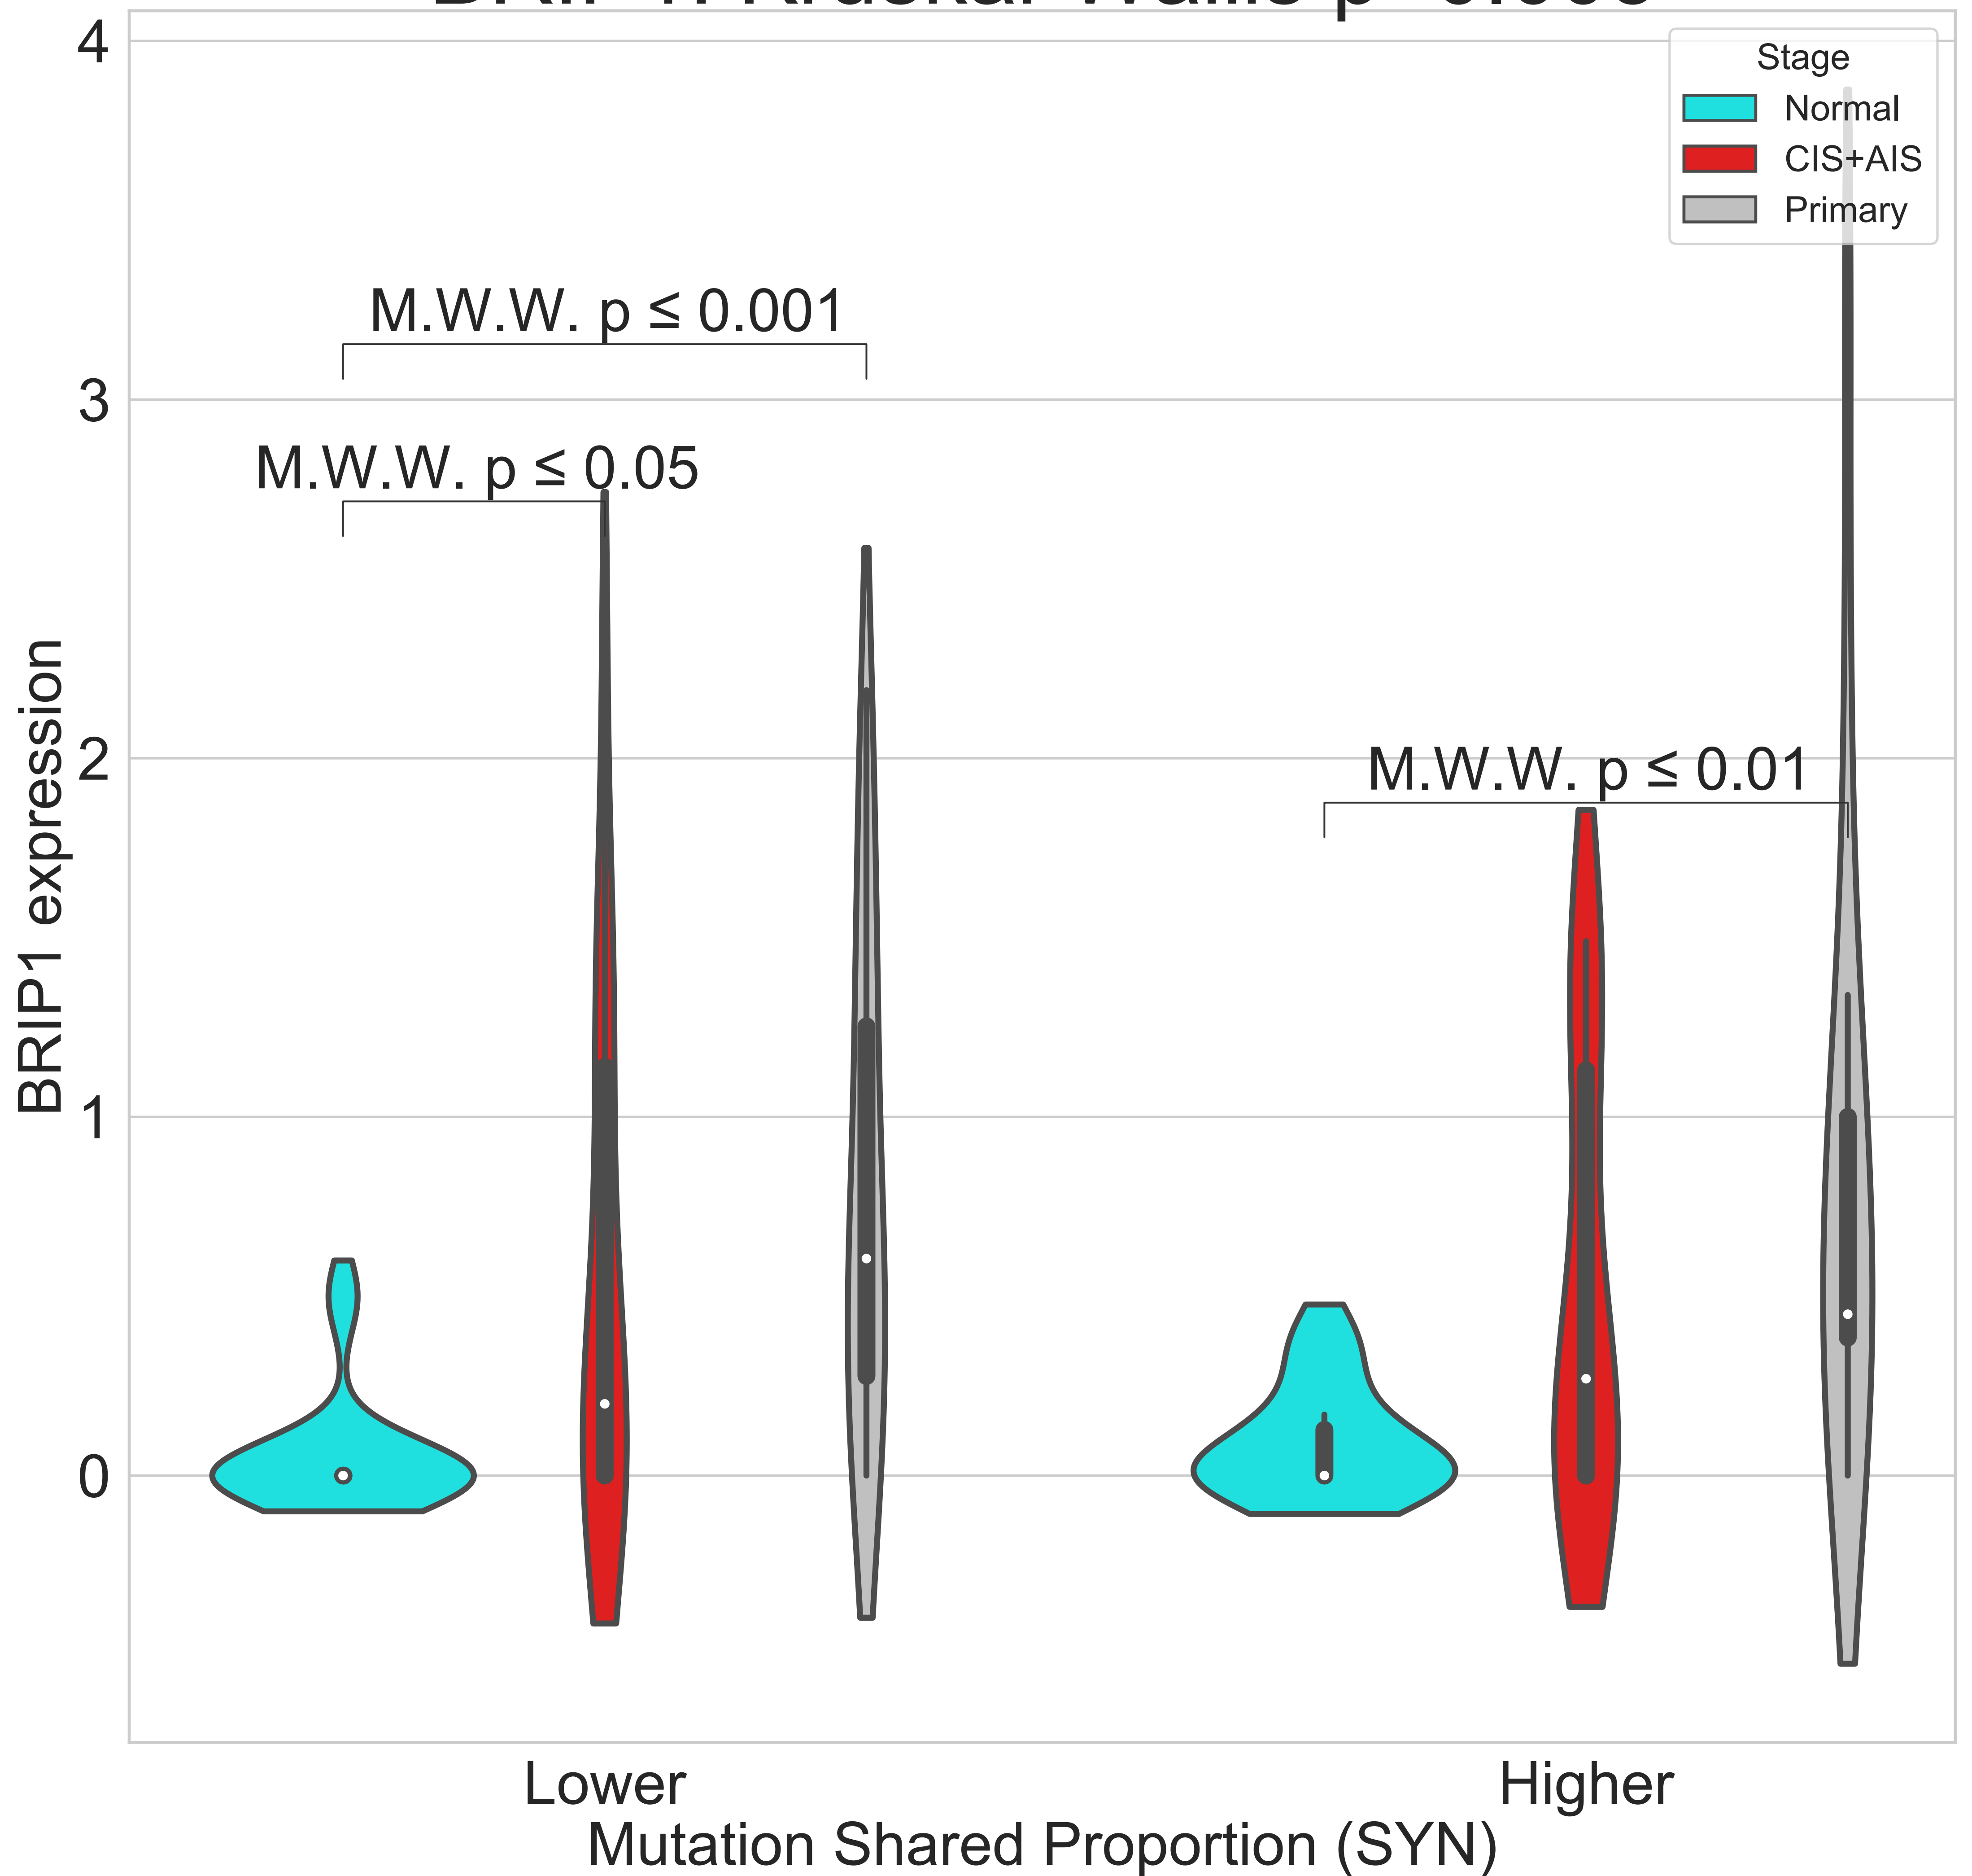 4
3
2
1
0
BRIP1 expression
Stage
Normal
CIS+AIS
Primary
M.W.W. p ≤ 0.001
M.W.W. p ≤ 0.05
M.W.W. p ≤ 0.01
Lower
Higher
Mutation Shared Proportion (SYN)